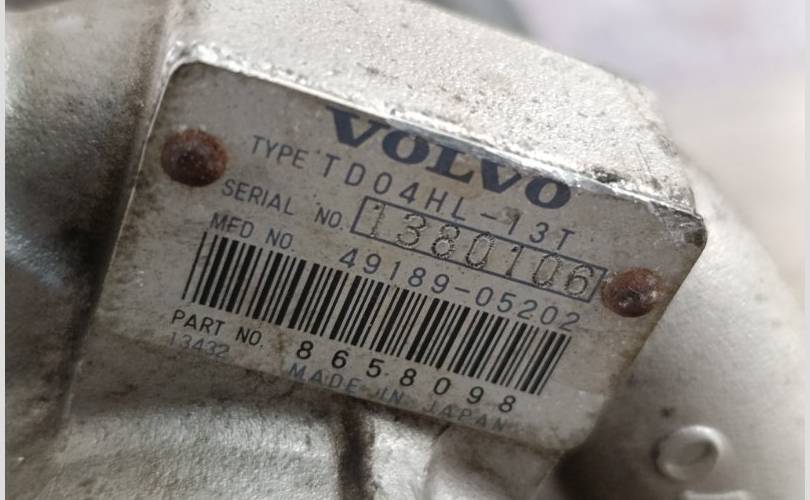 VOLVO
TYPE TD04HL-13T
SERIAL NO. 1380106
MFD NO. 49189-05202
PART NO. 8658098
13432
MADE IN JAPAN